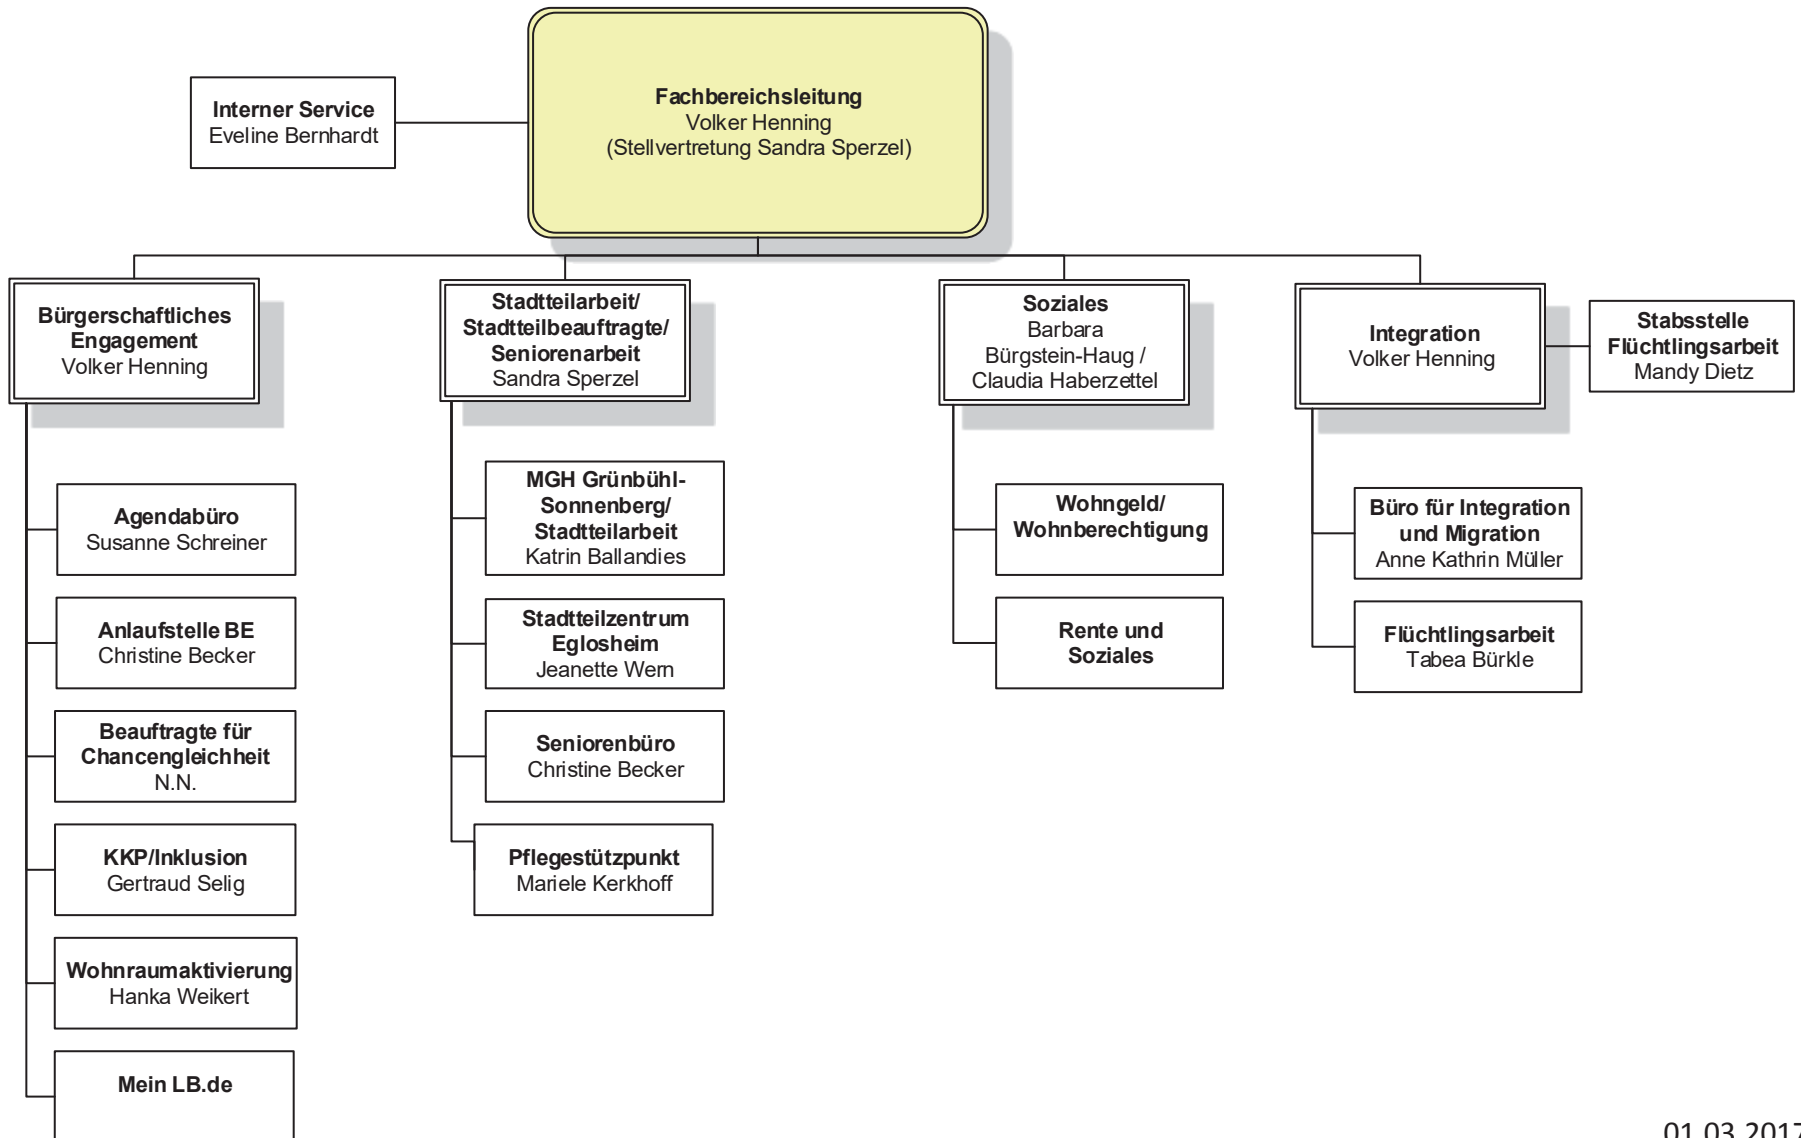 Fachbereichsleitung
Volker Henning
(Stellvertretung Sandra Sperzel)
Interner Service
Eveline Bernhardt
Bürgerschaftliches
Engagement
Volker Henning
Stadtteilarbeit/
Stadtteilbeauftragte/
Seniorenarbeit
Sandra Sperzel
Soziales
Barbara
Bürgstein-Haug /
Claudia Haberzettel
Integration
Volker Henning
Stabsstelle
Flüchtlingsarbeit
Mandy Dietz
Agendabüro
Susanne Schreiner
Anlaufstelle BE
Christine Becker
Beauftragte für
Chancengleichheit
N.N.
KKP/Inklusion
Gertraud Selig
Wohnraumaktivierung
Hanka Weikert
Mein LB.de
MGH Grünbühl-
Sonnenberg/
Stadtteilarbeit
Katrin Ballandies
Stadtteilzentrum
Eglosheim
Jeanette Wern
Seniorenbüro
Christine Becker
Pflegestützpunkt
Mariele Kerkhoff
Wohngeld/
Wohnberechtigung
Rente und
Soziales
Büro für Integration
und Migration
Anne Kathrin Müller
Flüchtlingsarbeit
Tabea Bürkle
01.03.2017